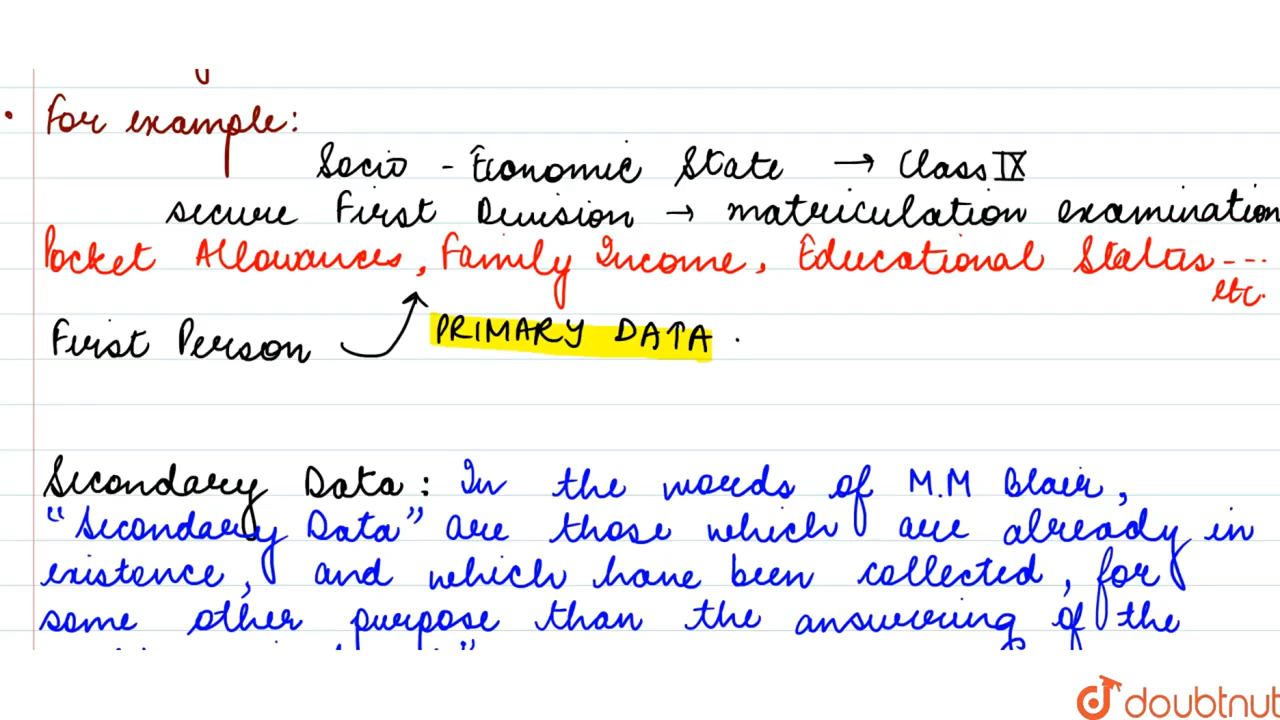 • For example:
Socio - Economic State → Class IX
secure First Division → matriculation examination
Pocket Allowances, Family Income, Educational Status ---- etc.
First Person PRIMARY DATA.
Secondary Data: In the words of M.M Blair,
"Secondary Data" are those which are already in
existence, and which have been collected, for
some other purpose than the answering of the
doubtnut